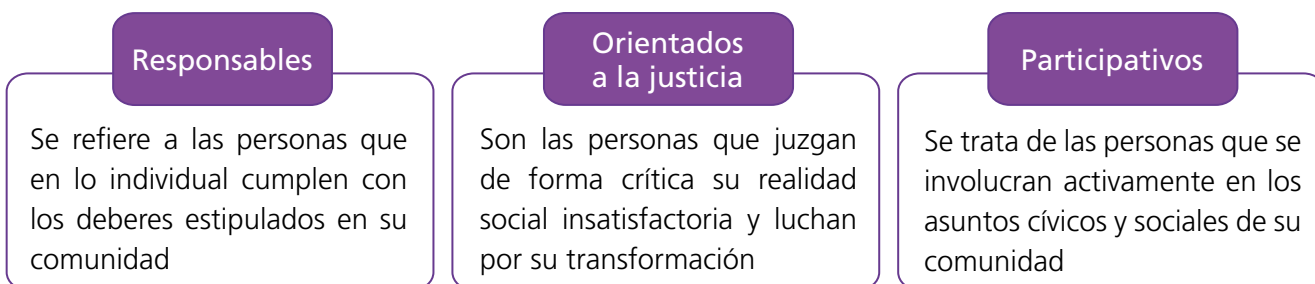 Responsables
Se refiere a las personas que
en lo individual cumplen con
los deberes estipulados en su
comunidad
Orientados
a la justicia
Son las personas que juzgan
de forma crítica su realidad
social insatisfactoria y luchan
por su transformación
Participativos
Se trata de las personas que se
involucran activamente en los
asuntos cívicos y sociales de su
comunidad